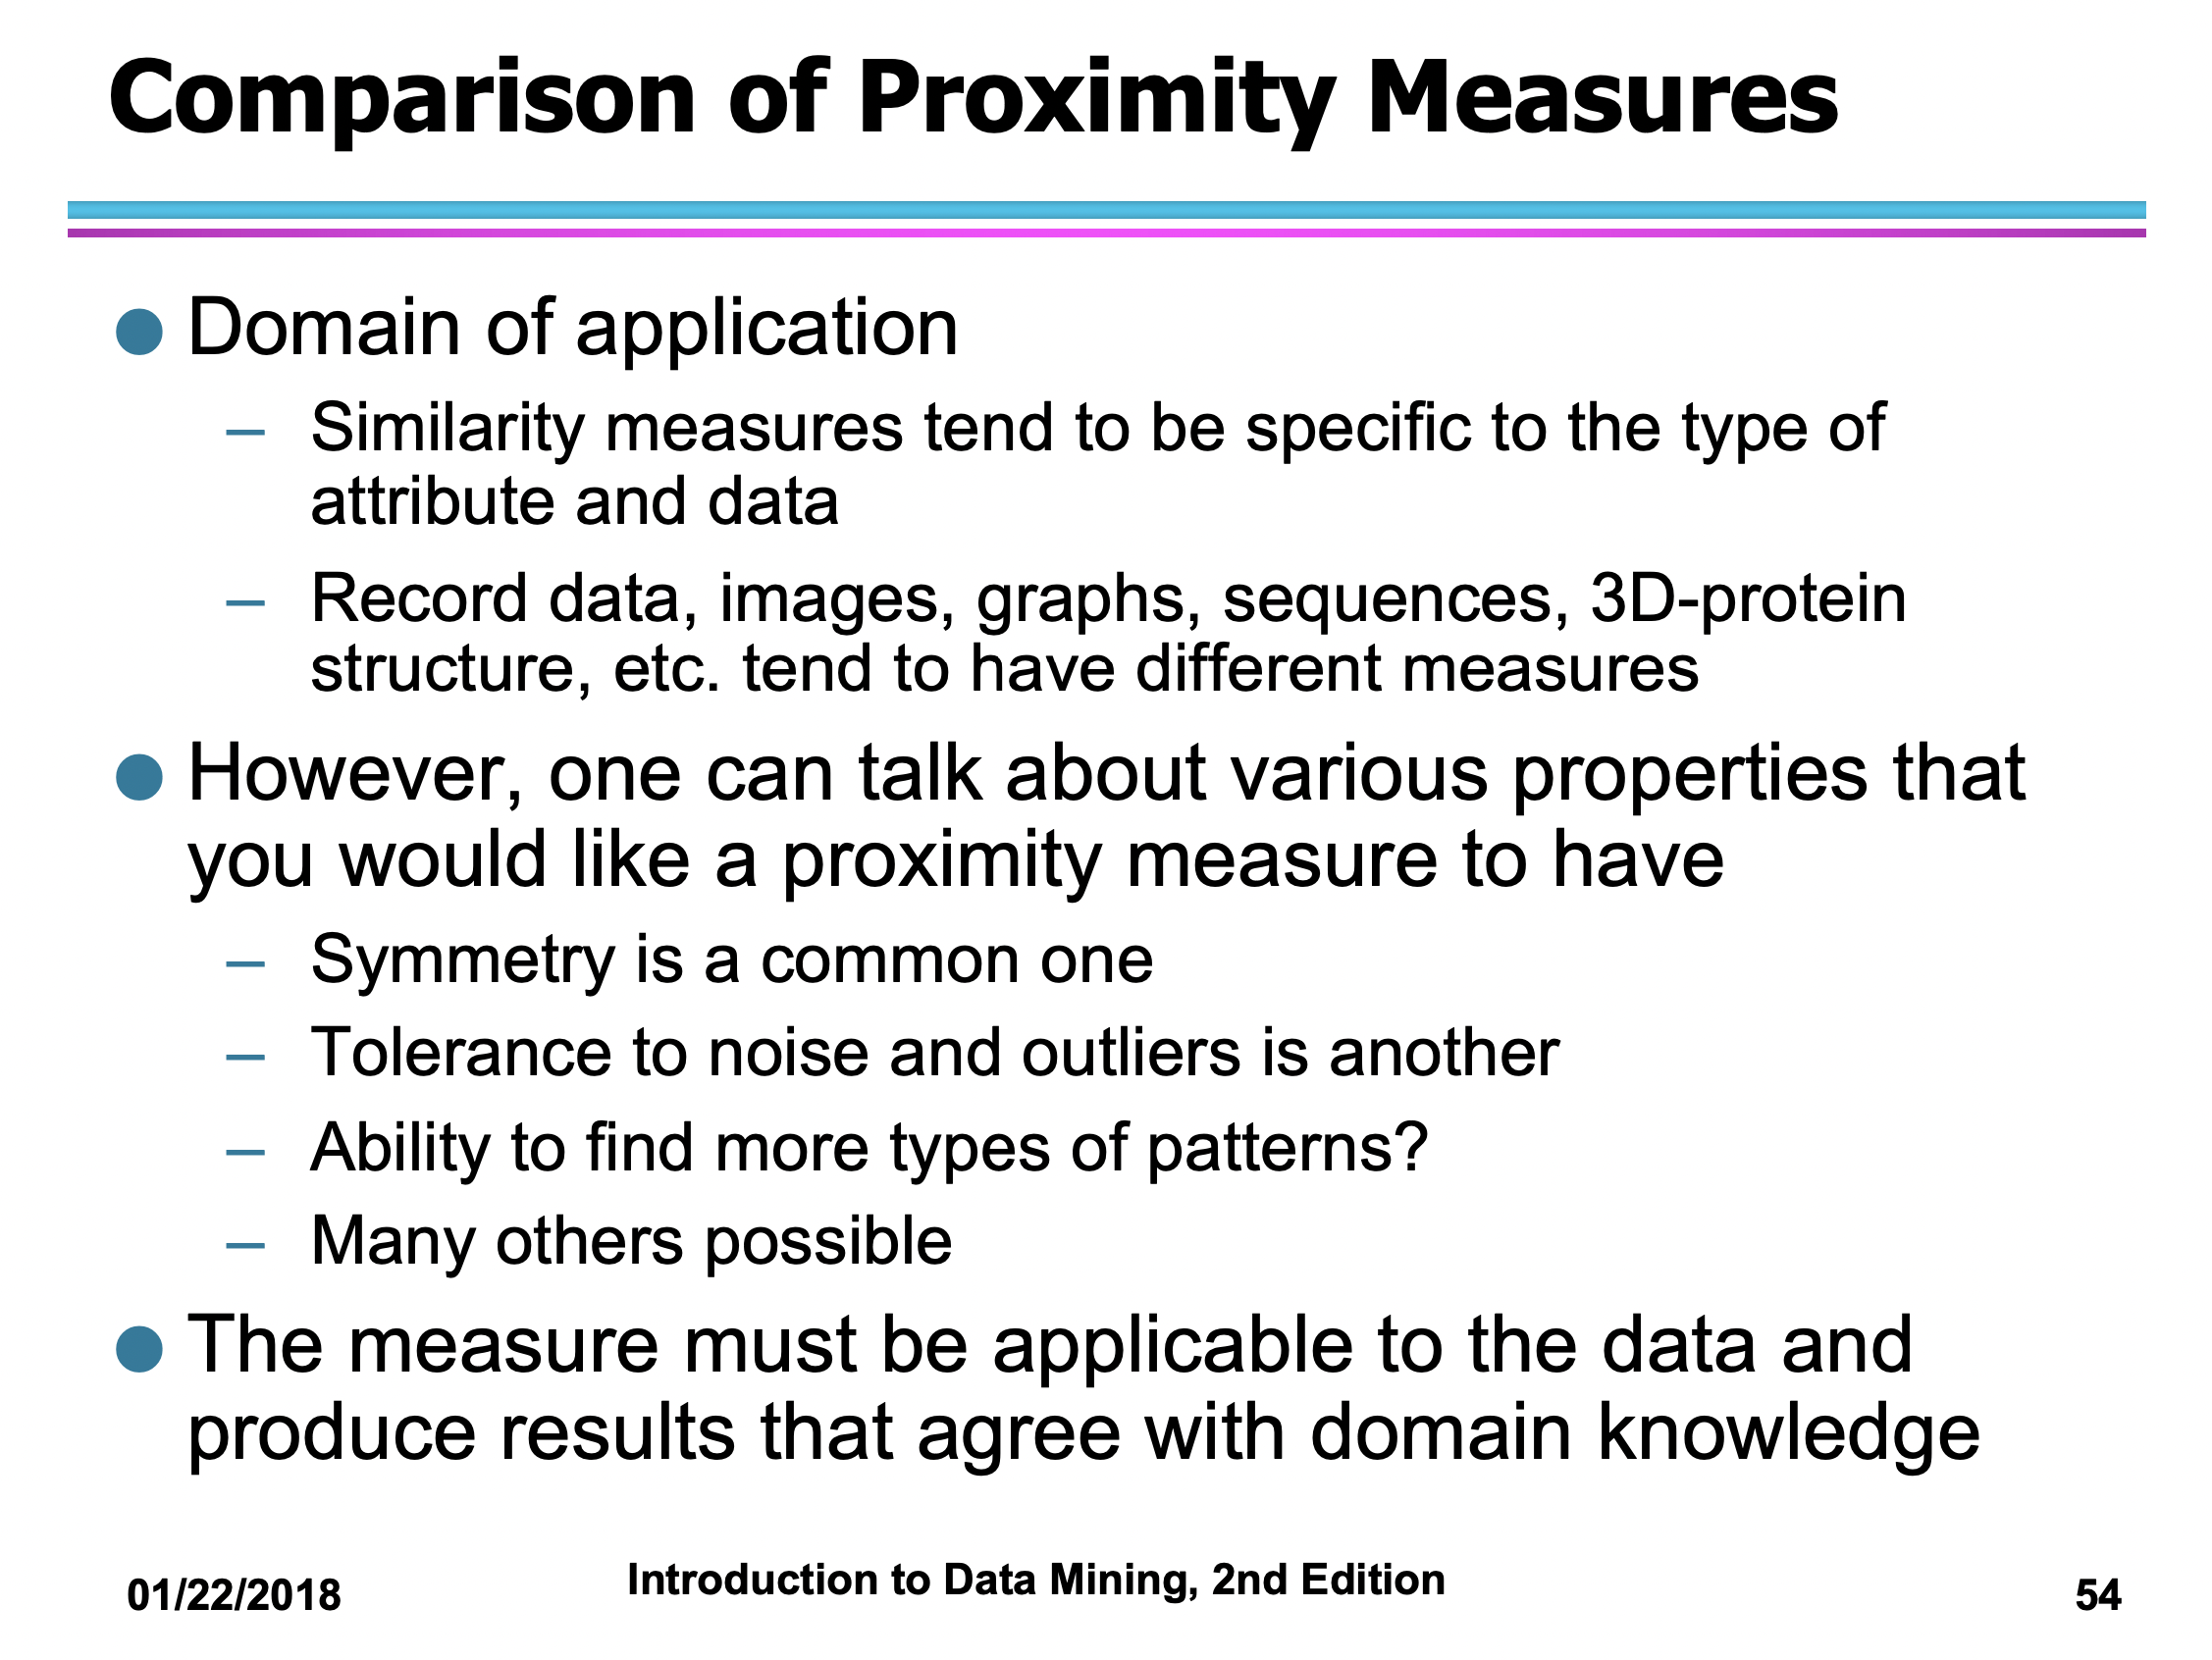 Comparison of Proximity Measures
● Domain of application
– Similarity measures tend to be specific to the type of
attribute and data
– Record data, images, graphs, sequences, 3D-protein
structure, etc. tend to have different measures
● However, one can talk about various properties that
you would like a proximity measure to have
– Symmetry is a common one
– Tolerance to noise and outliers is another
– Ability to find more types of patterns?
– Many others possible
● The measure must be applicable to the data and
produce results that agree with domain knowledge
01/22/2018
Introduction to Data Mining, 2nd Edition
54